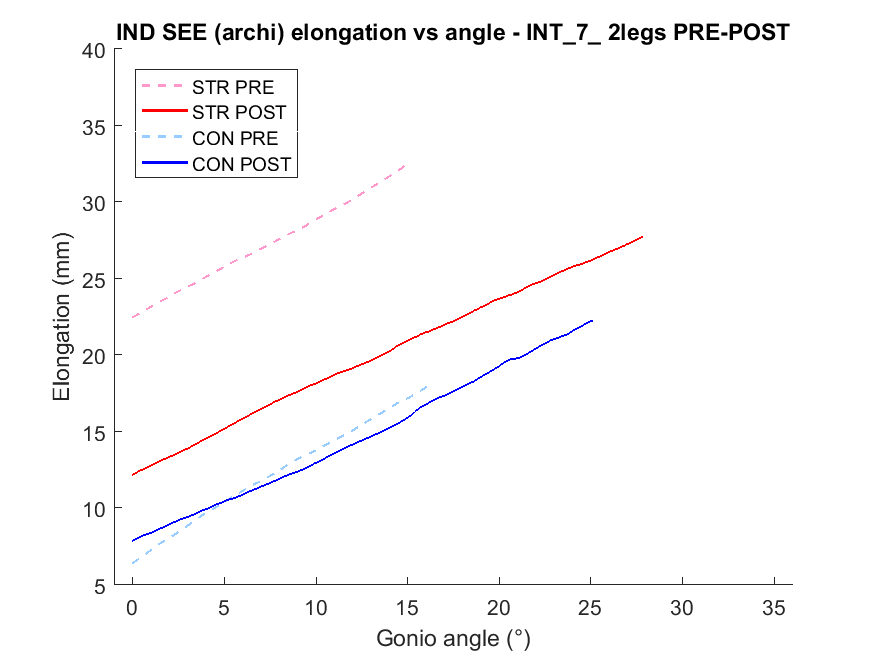 IND SEE (archi) elongation vs angle - INT_7_ 2legs PRE-POST
40
35
30
25
20
15
10
5
Elongation (mm)
STR PRE
STR POST
CON PRE
CON POST
0 5 10 15 20 25 30 35
Gonio angle (°)